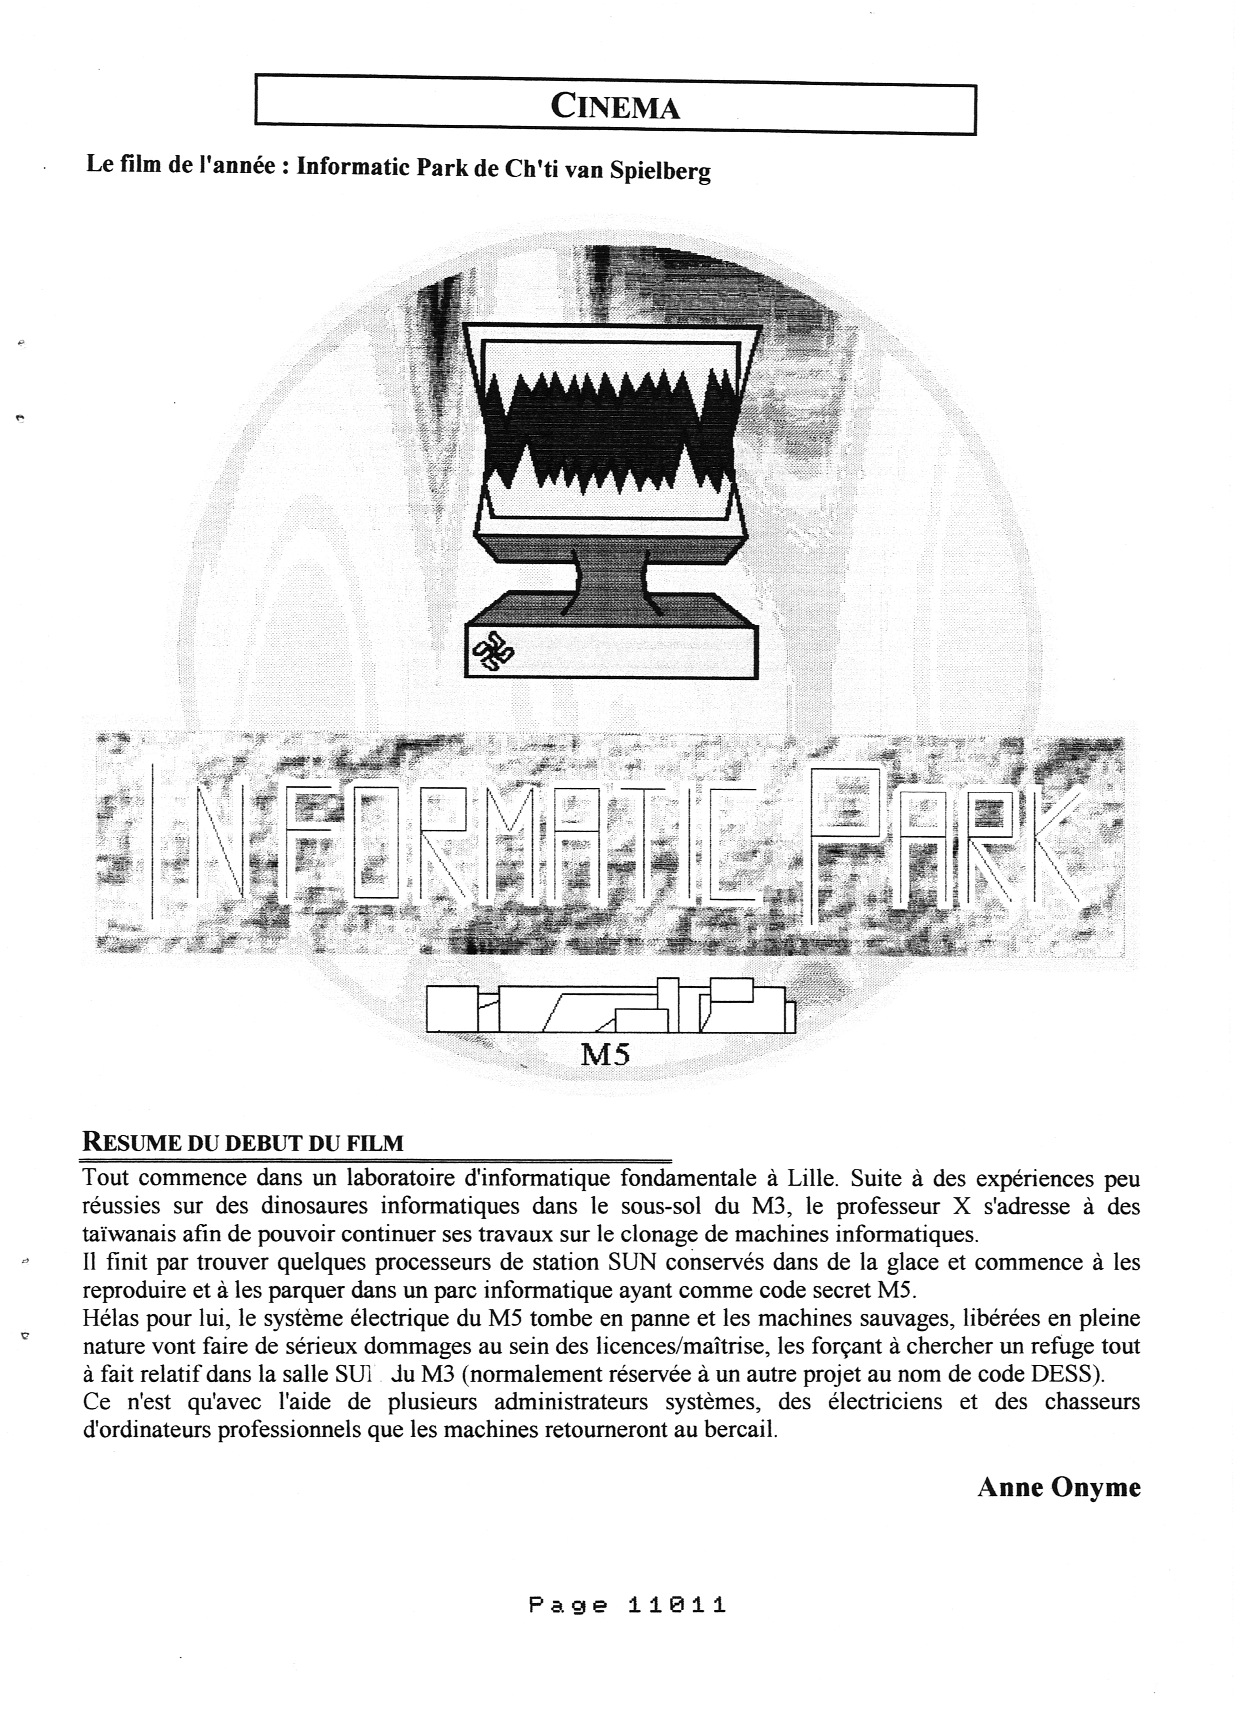 CINEMA
Le film de l'année : Informatic Park de Ch'ti van Spielberg
INFORMATIC PARK
M5
RESUME DU DEBUT DU FILM
Tout commence dans un laboratoire d'informatique fondamentale à Lille. Suite à des expériences peu
réussies sur des dinosaures informatiques dans le sous-sol du M3, le professeur X s'adresse à des
taïwanais afin de pouvoir continuer ses travaux sur le clonage de machines informatiques.
Il finit par trouver quelques processeurs de station SUN conservés dans de la glace et commence à les
reproduire et à les parquer dans un parc informatique ayant comme code secret M5.
Hélas pour lui, le système électrique du M5 tombe en panne et les machines sauvages, libérées en pleine
nature vont faire de sérieux dommages au sein des licences/maîtrise, les forçant à chercher un refuge tout
à fait relatif dans la salle du M3 (normalement réservée à un autre projet au nom de code DESS).
Ce n'est qu'avec l'aide de plusieurs administrateurs systèmes, des électriciens et des chasseurs
d'ordinateurs professionnels que les machines retourneront au bercail.
Anne Onyme
Page 11011